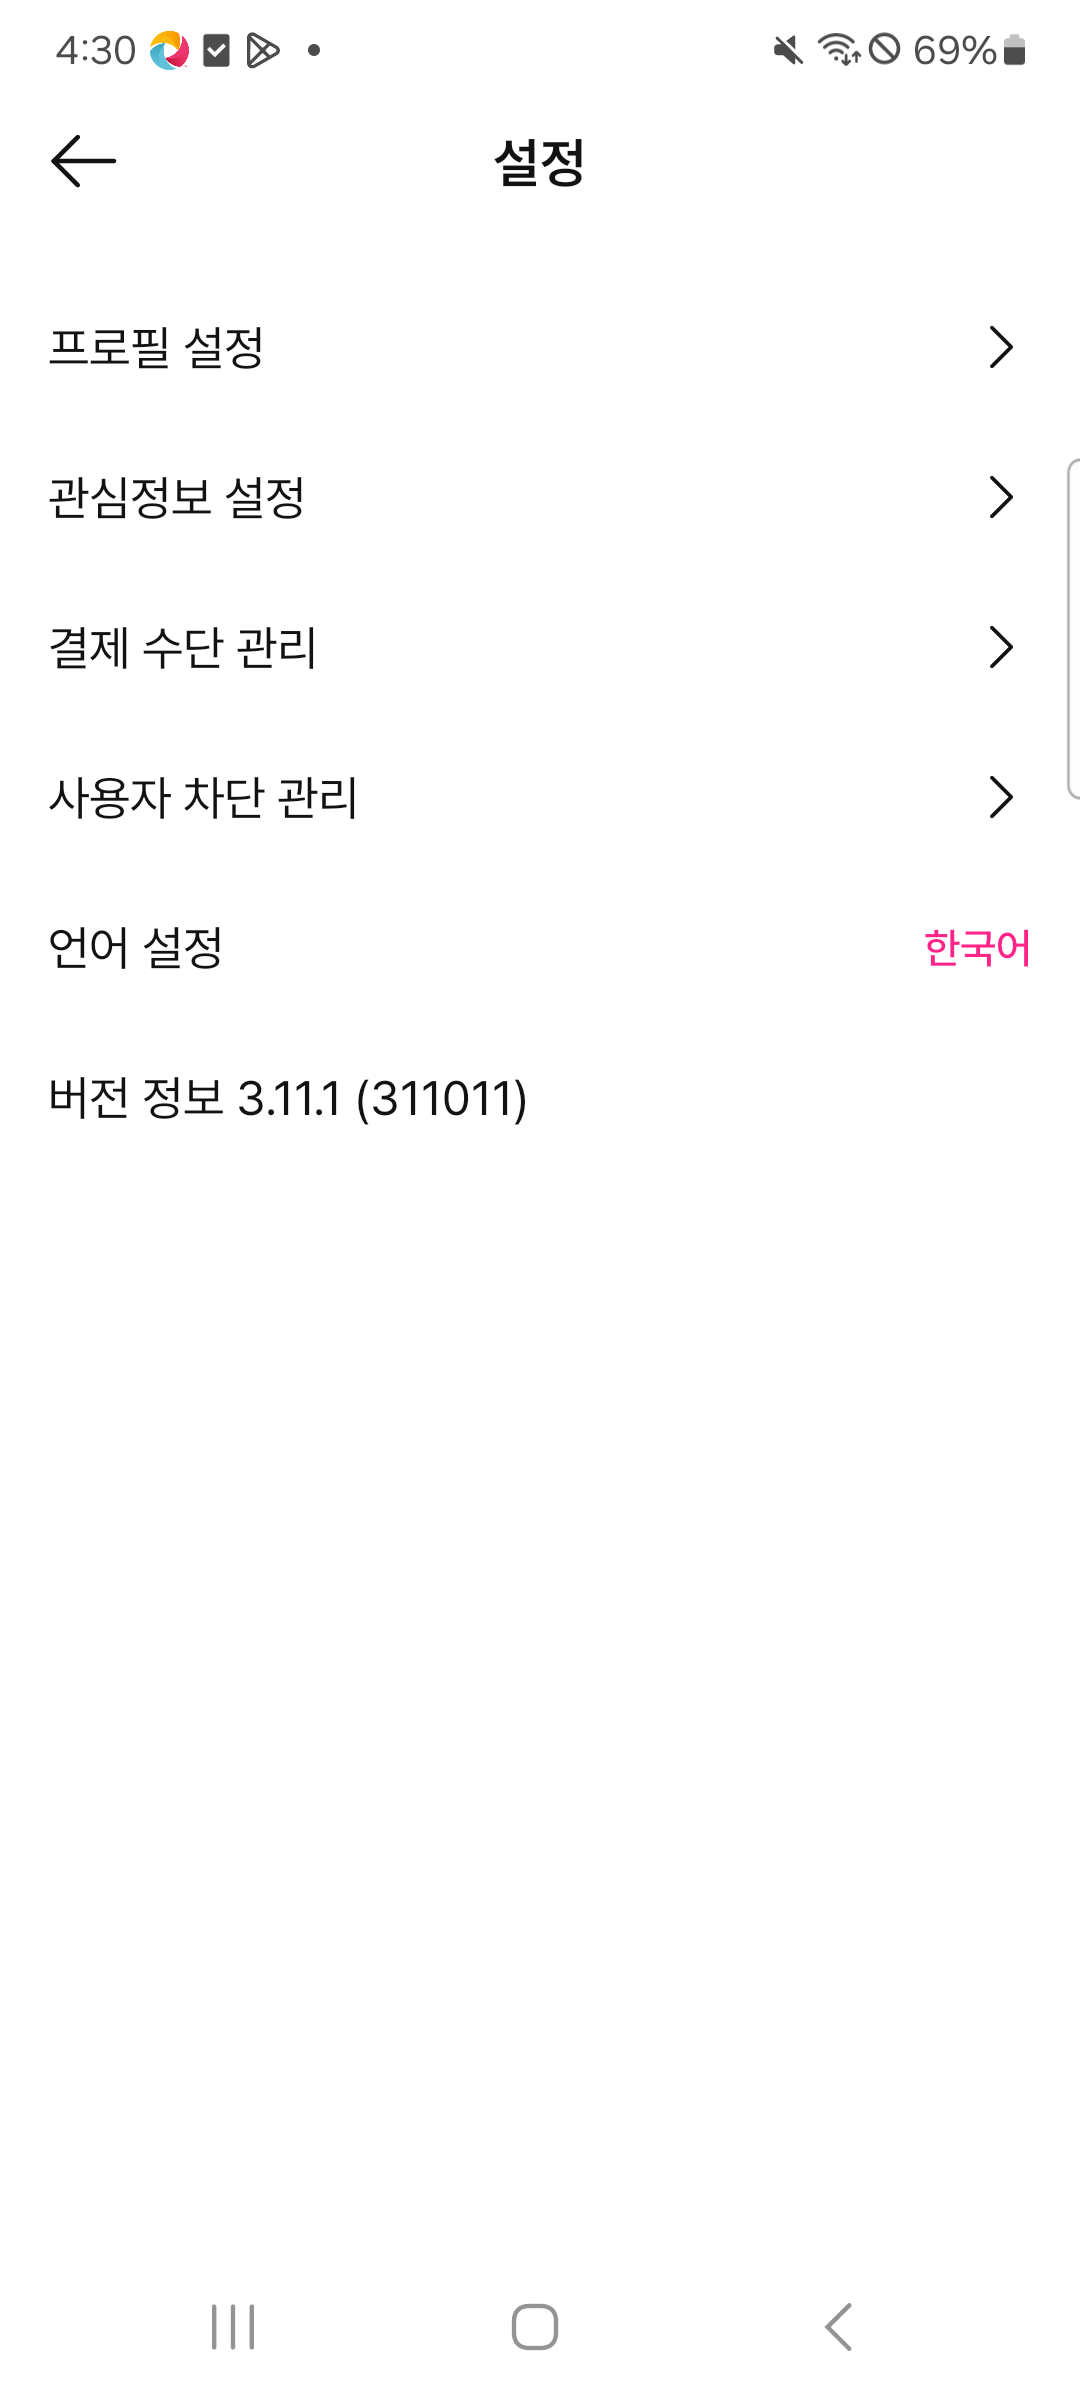 4:30 69%
설정
프로필 설정
관심정보 설정
결제 수단 관리
사용자 차단 관리
언어 설정 한국어
버전 정보 3.11.1 (311011)